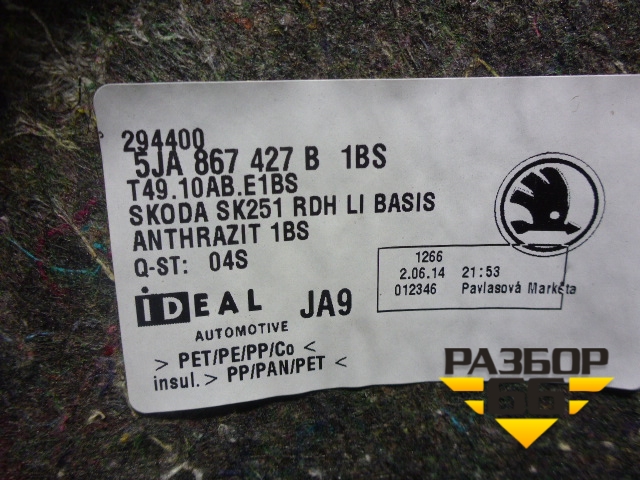 294400
5JA 867 427 B 1BS
T49.10AB.E1BS
SKODA SK251 RDH LI BASIS
ANTHRAZIT 1BS
Q-ST: 04S
1266
2.06.14 21:53
012346 Pavlasová Markéta
iDEAL JA9
AUTOMOTIVE
> PET/PE/PP/Co <
insul. > PP/PAN/PET <
РАЗБОР
66